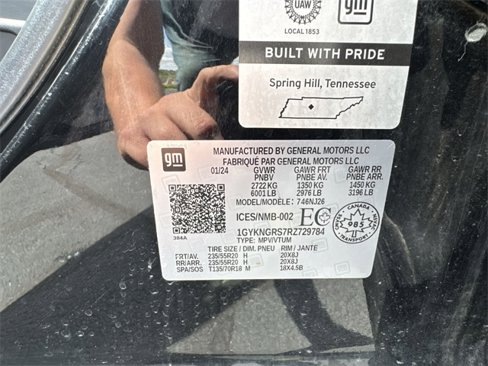 UAW
gm
LOCAL 1853
BUILT WITH PRIDE
Spring Hill, Tennessee
gm
MANUFACTURED BY GENERAL MOTORS LLC
FABRIQUÉ PAR GENERAL MOTORS LLC
01/24 GVWR GAWR FRT GAWR RR
PNBV PNBE AV. PNBE ARR.
2722 KG 1350 KG 1450 KG
6001 LB 2976 LB 3196 LB
MODEL/MODÈLE: 746NJ26
ICES/NMB-002 EC
CANADA 985 TRANSPORT
1GYKNGRS7RZ729784
TYPE: MPV/VTUM
384A
TIRE SIZE / DIM. PNEU RIM / JANTE
FRT/AV. 235/55R20 H 20X8J
RR/ARR. 235/55R20 H 20X8J
SPA/SOS T135/70R18 M 18X4.5B